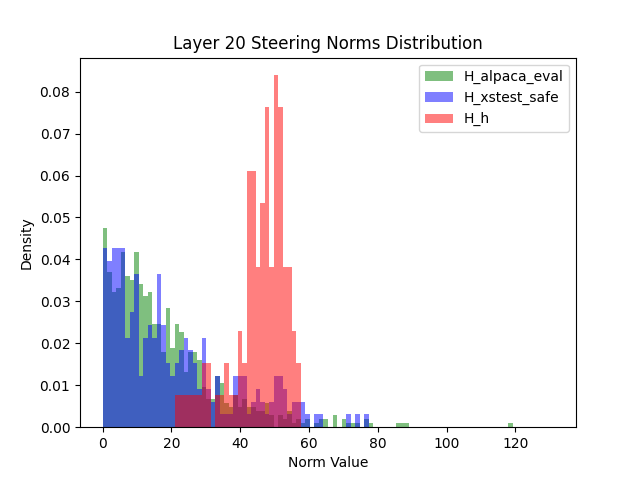 Layer 20 Steering Norms Distribution
H_alpaca_eval
H_xstest_safe
H_h
Density
0.08
0.07
0.06
0.05
0.04
0.03
0.02
0.01
0.00
0 20 40 60 80 100 120
Norm Value